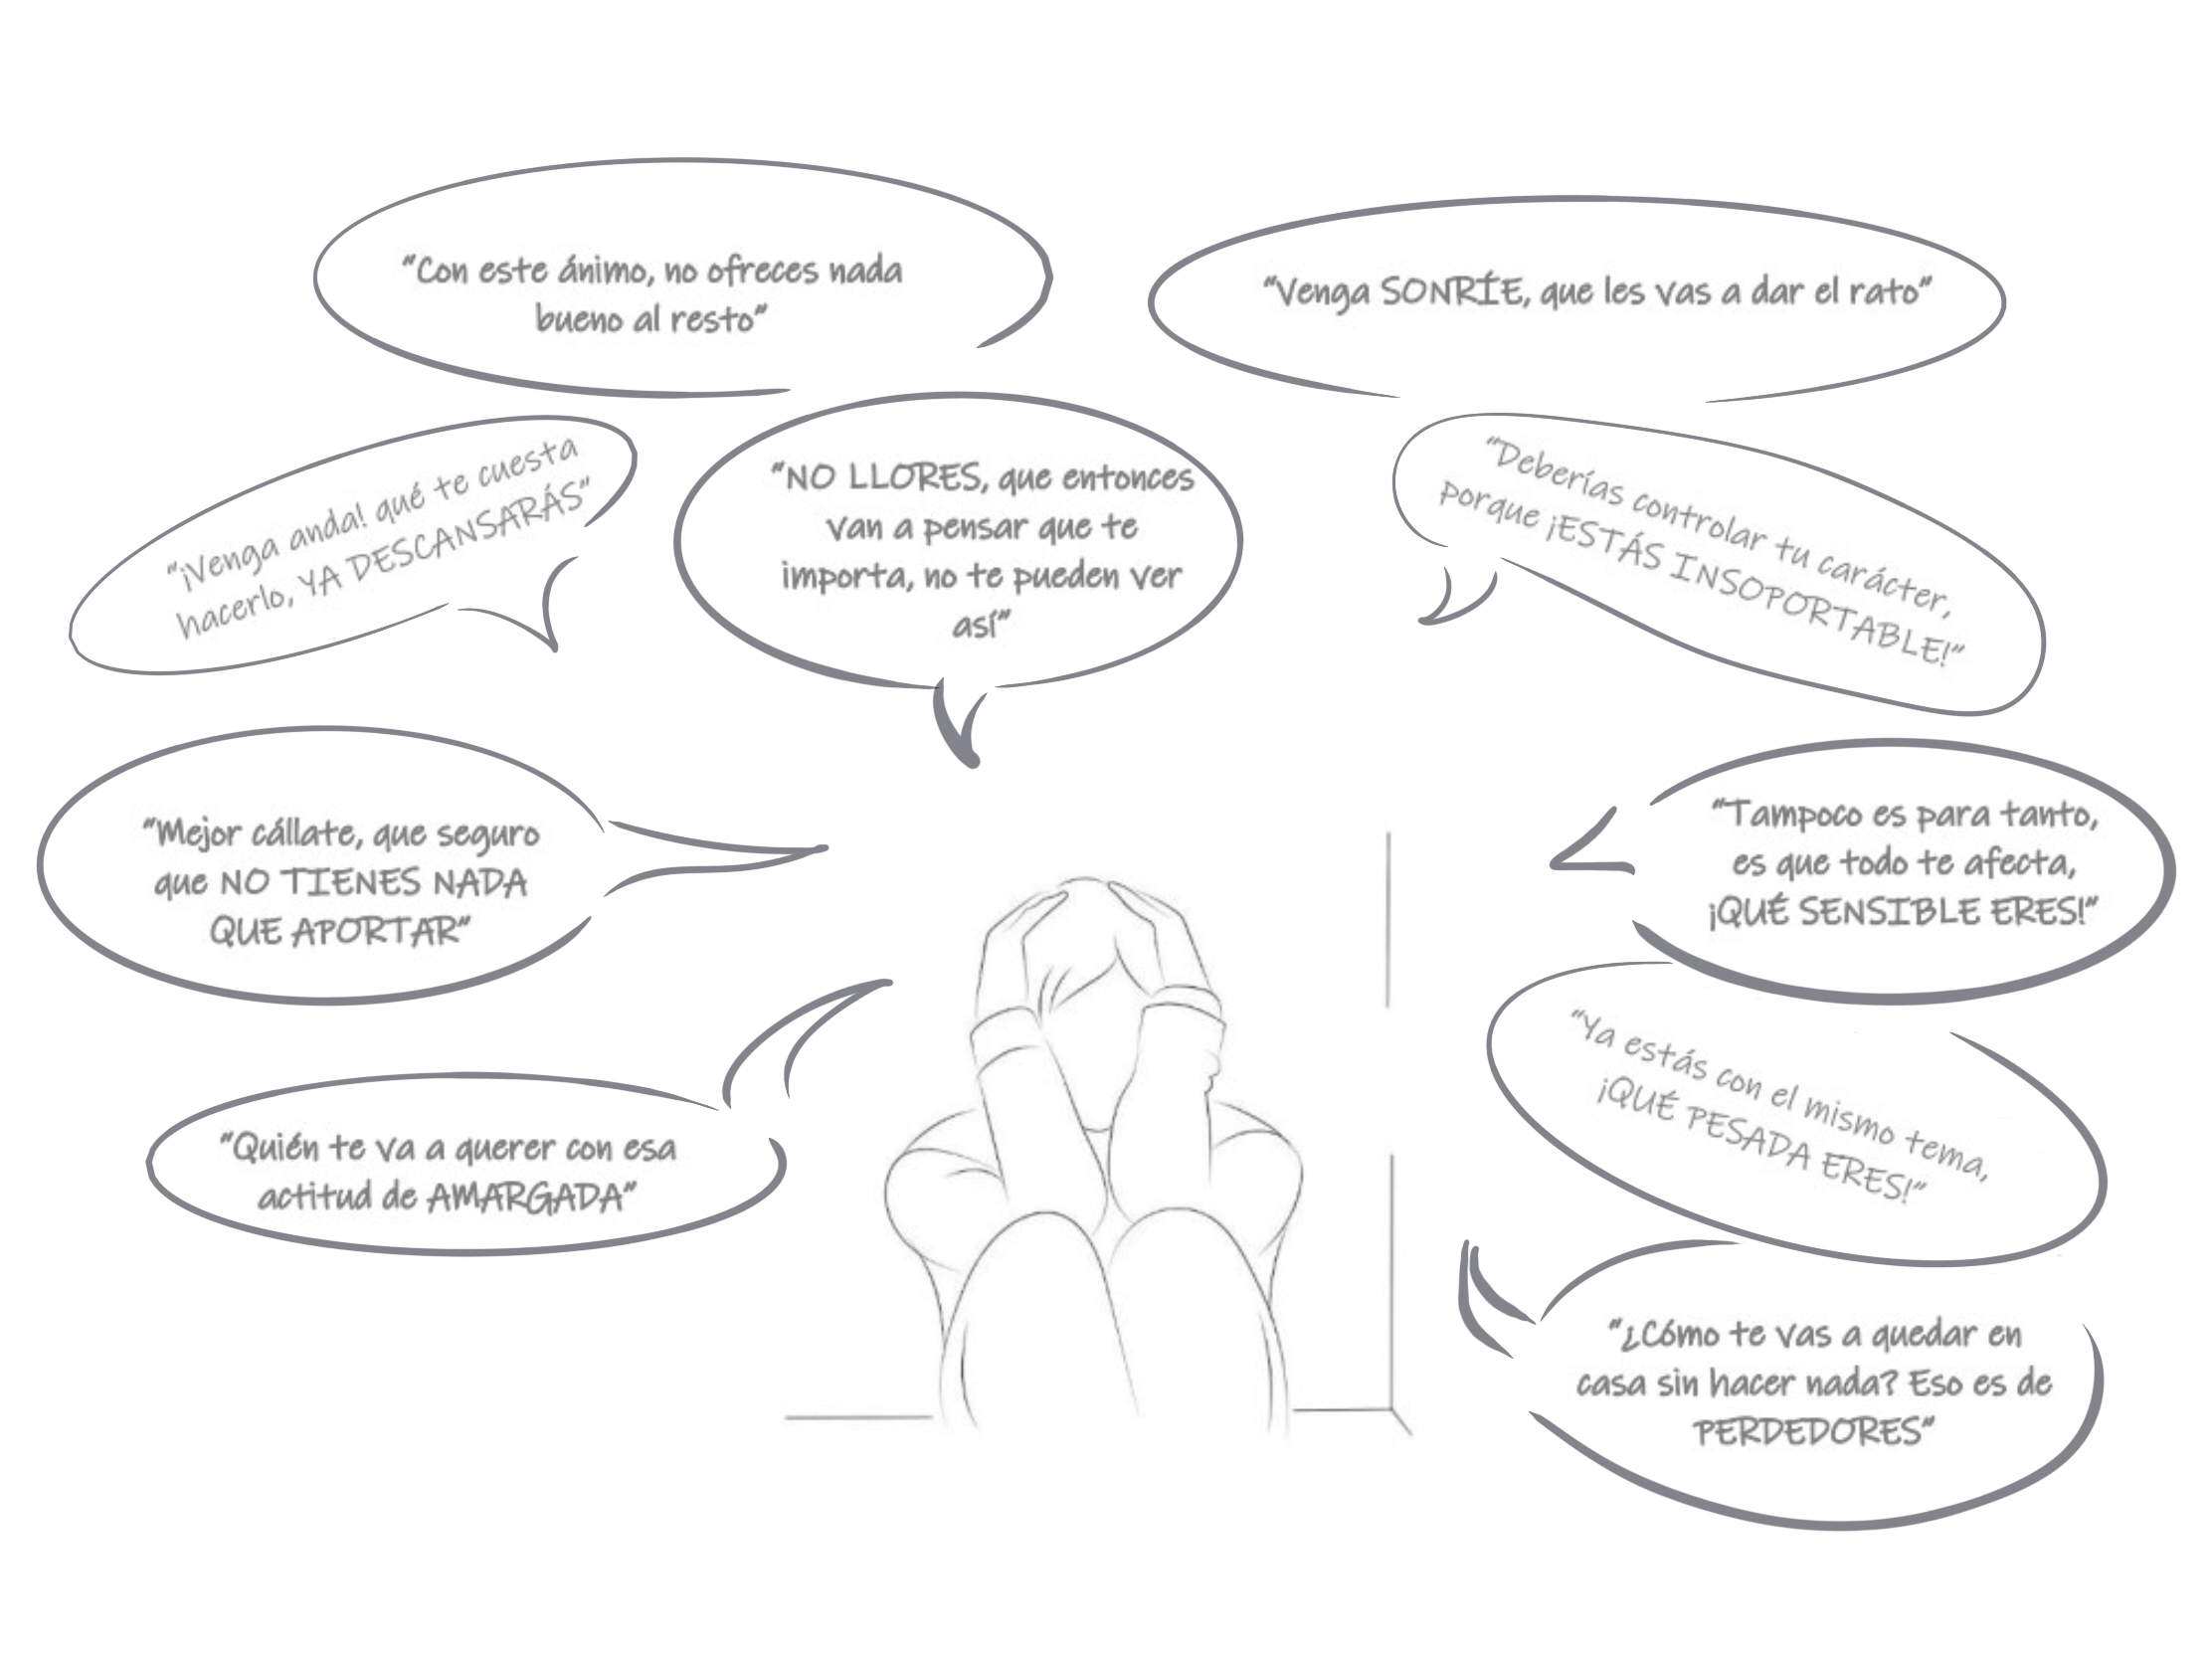 “Con este ánimo, no ofreces nada
bueno al resto”
“Venga SONRÍE, que les vas a dar el rato”
“¡Venga anda! qué te cuesta
hacerlo, YA DESCANSARÁS”
“NO LLORES, que entonces
van a pensar que te
importa, no te pueden ver
así”
“Deberías controlar tu carácter,
porque ¡ESTÁS INSOPORTABLE!”
“Mejor cállate, que seguro
que NO TIENES NADA
QUE APORTAR”
“Tampoco es para tanto,
es que todo te afecta,
¡QUÉ SENSIBLE ERES!”
“Ya estás con el mismo tema,
¡QUÉ PESADA ERES!”
“Quién te va a querer con esa
actitud de AMARGADA”
“¿Cómo te vas a quedar en
casa sin hacer nada? Eso es de
PERDEDORES”